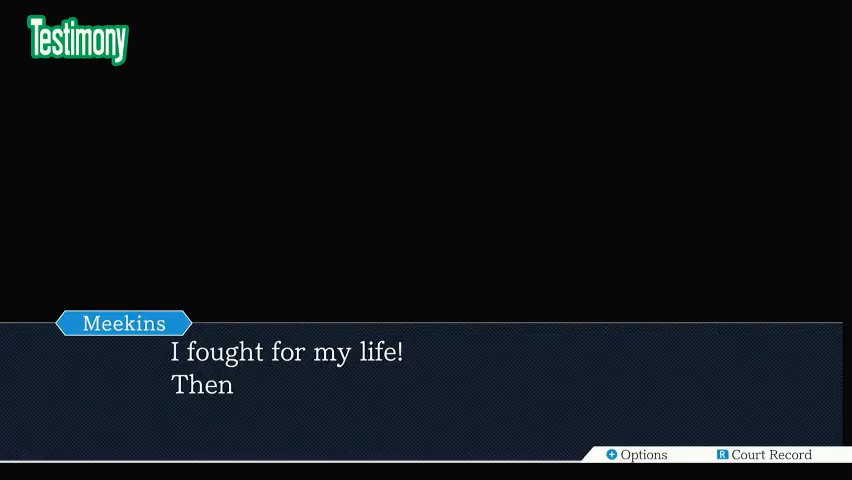 Testimony
Meekins
I fought for my life!
Then
Options
Court Record